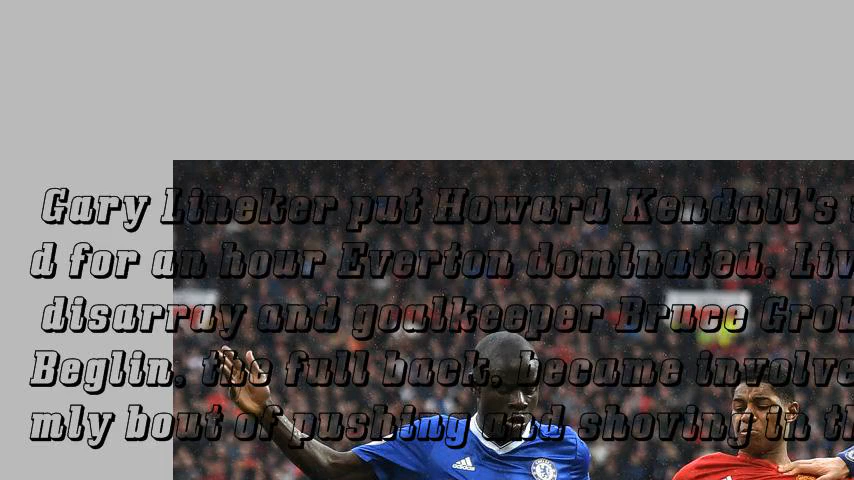 Gary Lineker put Howard Kendall's
d for an hour Everton dominated. Liv
disarray and goalkeeper Bruce Grob
Beglin, the full back, became involve
mly bout of pushing and shoving in th